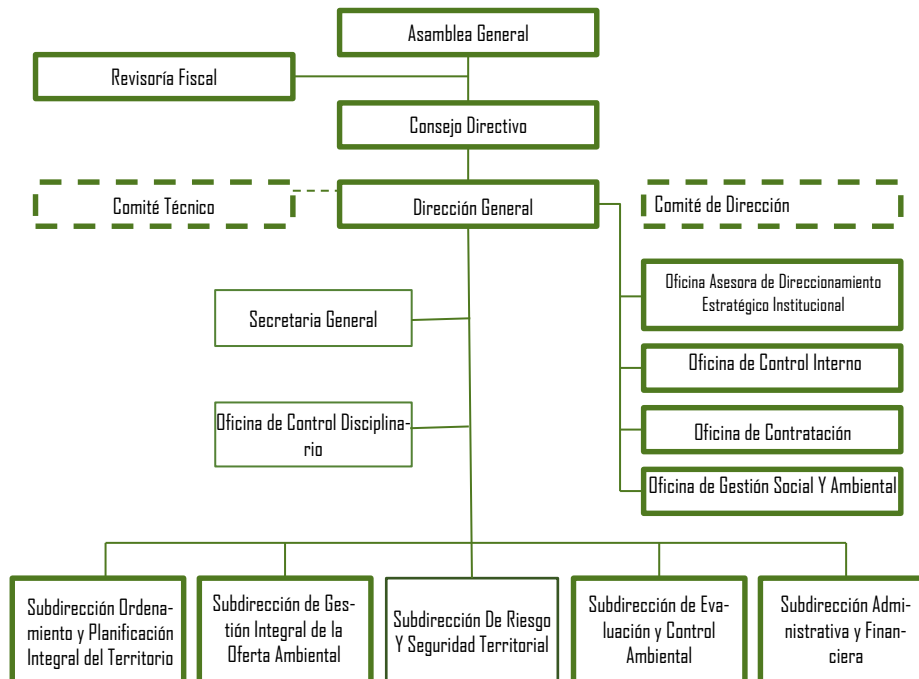 Asamblea General
Revisoría Fiscal
Consejo Directivo
Comité Técnico
Dirección General
Comité de Dirección
Oficina Asesora de Direccionamiento
Estratégico Institucional
Secretaria General
Oficina de Control Interno
Oficina de Control Disciplina-
rio
Oficina de Contratación
Oficina de Gestión Social Y Ambiental
Subdirección Ordena-
miento y Planificación
Integral del Territorio
Subdirección de Ges-
tión Integral de la
Oferta Ambiental
Subdirección De Riesgo
Y Seguridad Territorial
Subdirección de Eva-
luación y Control
Ambiental
Subdirección Admi-
nistrativa y Finan-
ciera